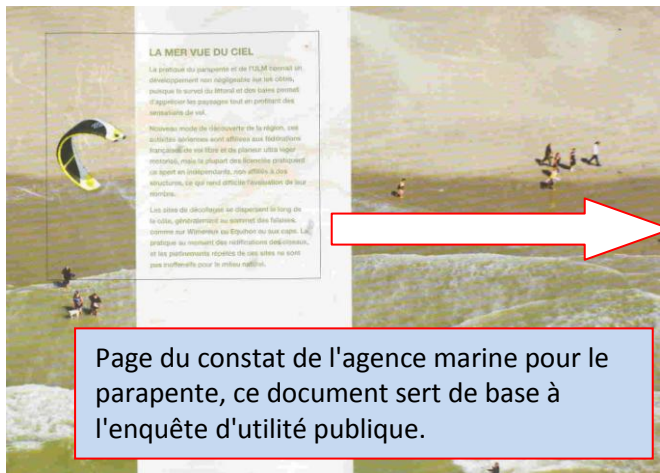 LA MER VUE DU CIEL
La pratique du parapente et de l'ULM connait un
développement non négligeable sur les côtes,
puisque le survol du littoral et des baies permet
d'apprécier les paysages tout en profitant des
sensations de vol.
Nouveau mode de découverte de la région, ces
activités aériennes sont affiliées aux fédérations
françaises de vol libre et de planeur ultra léger
motorisé, mais la plupart des licenciés pratiquent
ce sport en indépendants, non affiliés à des
structures, ce qui rend difficile l'évaluation de leur
nombre.
Les sites de décollage se dispersent le long de
la côte, généralement au sommet des falaises,
comme sur Wimereux au Equihen ou aux caps. La
pratique au moment des nidifications des oiseaux,
et les piétinements répétés de ces sites ne sont
pas inoffensifs pour le milieu naturel.
Page du constat de l'agence marine pour le
parapente, ce document sert de base à
l'enquête d'utilité publique.